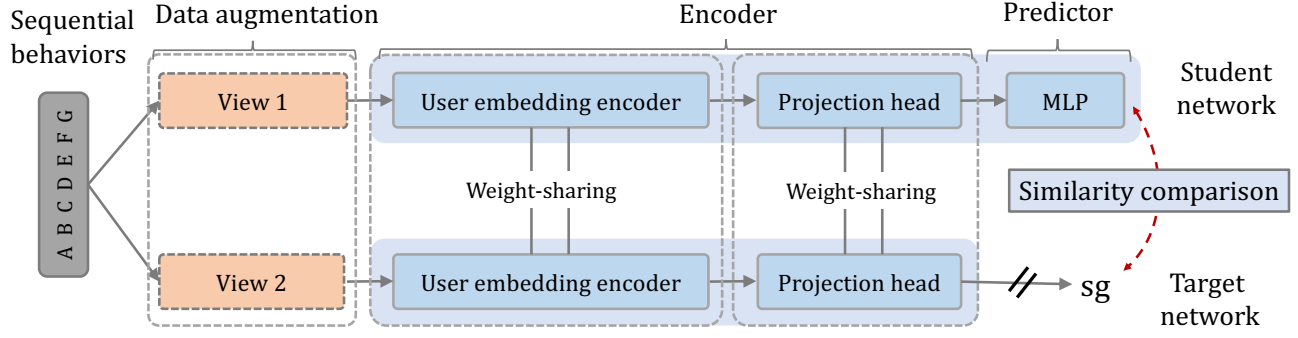 Sequential
behaviors
Data augmentation
Encoder
Predictor
View 1
User embedding encoder
Projection head
MLP
Student
network
A B C D E F G
Weight-sharing
Weight-sharing
Similarity comparison
View 2
User embedding encoder
Projection head
sg
Target
network